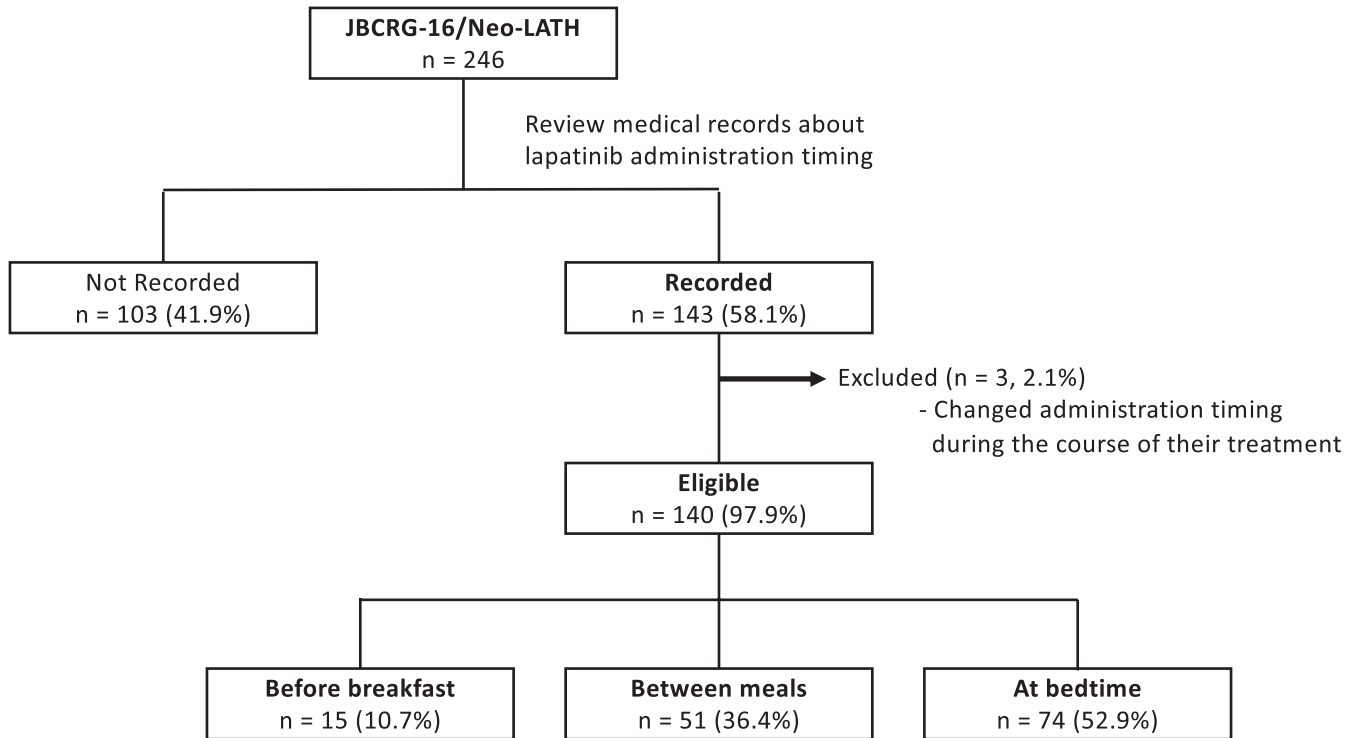 JBCRG-16/Neo-LATH
n = 246
Review medical records about
lapatinib administration timing
Not Recorded
n = 103 (41.9%)
Recorded
n = 143 (58.1%)
Excluded (n = 3, 2.1%)
- Changed administration timing
during the course of their treatment
Eligible
n = 140 (97.9%)
Before breakfast
n = 15 (10.7%)
Between meals
n = 51 (36.4%)
At bedtime
n = 74 (52.9%)